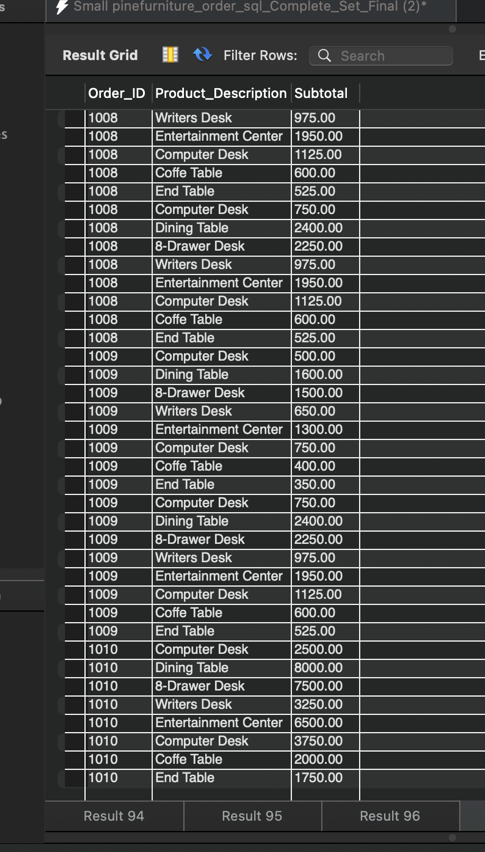 s
Small pinefurniture_order_sql_Complete_Set_Final (2)*
Result Grid Filter Rows: Search E
Order_ID Product_Description Subtotal
1008 Writers Desk 975.00
1008 Entertainment Center 1950.00
es
1008 Computer Desk 1125.00
1008 Coffe Table 600.00
1008 End Table 525.00
1008 Computer Desk 750.00
1008 Dining Table 2400.00
1008 8-Drawer Desk 2250.00
1008 Writers Desk 975.00
1008 Entertainment Center 1950.00
1008 Computer Desk 1125.00
1008 Coffe Table 600.00
1008 End Table 525.00
1009 Computer Desk 500.00
1009 Dining Table 1600.00
1009 8-Drawer Desk 1500.00
1009 Writers Desk 650.00
1009 Entertainment Center 1300.00
1009 Computer Desk 750.00
1009 Coffe Table 400.00
1009 End Table 350.00
1009 Computer Desk 750.00
1009 Dining Table 2400.00
1009 8-Drawer Desk 2250.00
1009 Writers Desk 975.00
1009 Entertainment Center 1950.00
1009 Computer Desk 1125.00
1009 Coffe Table 600.00
1009 End Table 525.00
1010 Computer Desk 2500.00
1010 Dining Table 8000.00
1010 8-Drawer Desk 7500.00
1010 Writers Desk 3250.00
1010 Entertainment Center 6500.00
1010 Computer Desk 3750.00
1010 Coffe Table 2000.00
1010 End Table 1750.00
Result 94 Result 95 Result 96